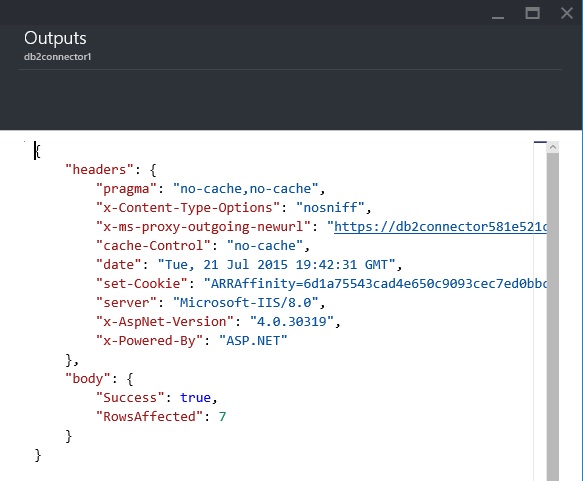 Outputs
db2connector1
{
"headers": {
"pragma": "no-cache,no-cache",
"x-Content-Type-Options": "nosniff",
"x-ms-proxy-outgoing-newurl": "https://db2connector581e521c
"cache-Control": "no-cache",
"date": "Tue, 21 Jul 2015 19:42:31 GMT",
"set-Cookie": "ARRAffinity=6d1a75543cad4e650c9093cec7ed0bbc
"server": "Microsoft-IIS/8.0",
"x-AspNet-Version": "4.0.30319",
"x-Powered-By": "ASP.NET"
},
"body": {
"Success": true,
"RowsAffected": 7
}
}